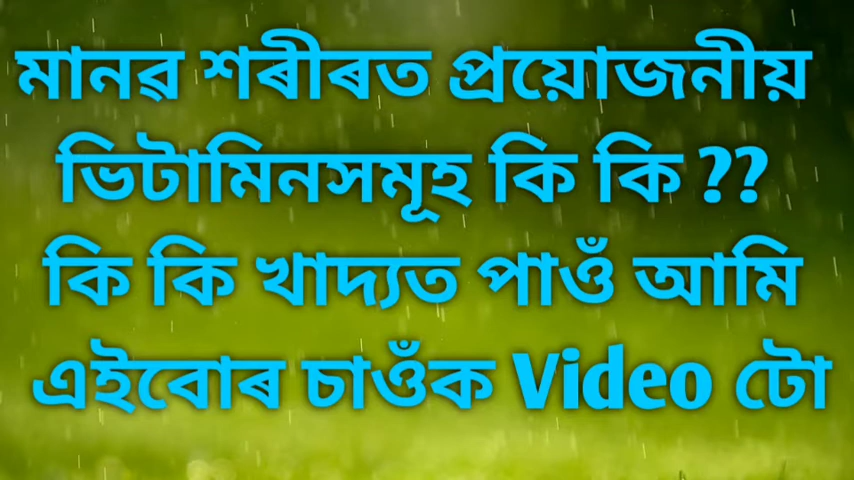 মানৱ শৰীৰত প্ৰয়োজনীয়
ভিটামিনসমূহ কি কি ??
কি কি খাদ্যত পাওঁ আমি
এইবোৰ চাওঁক Video টো